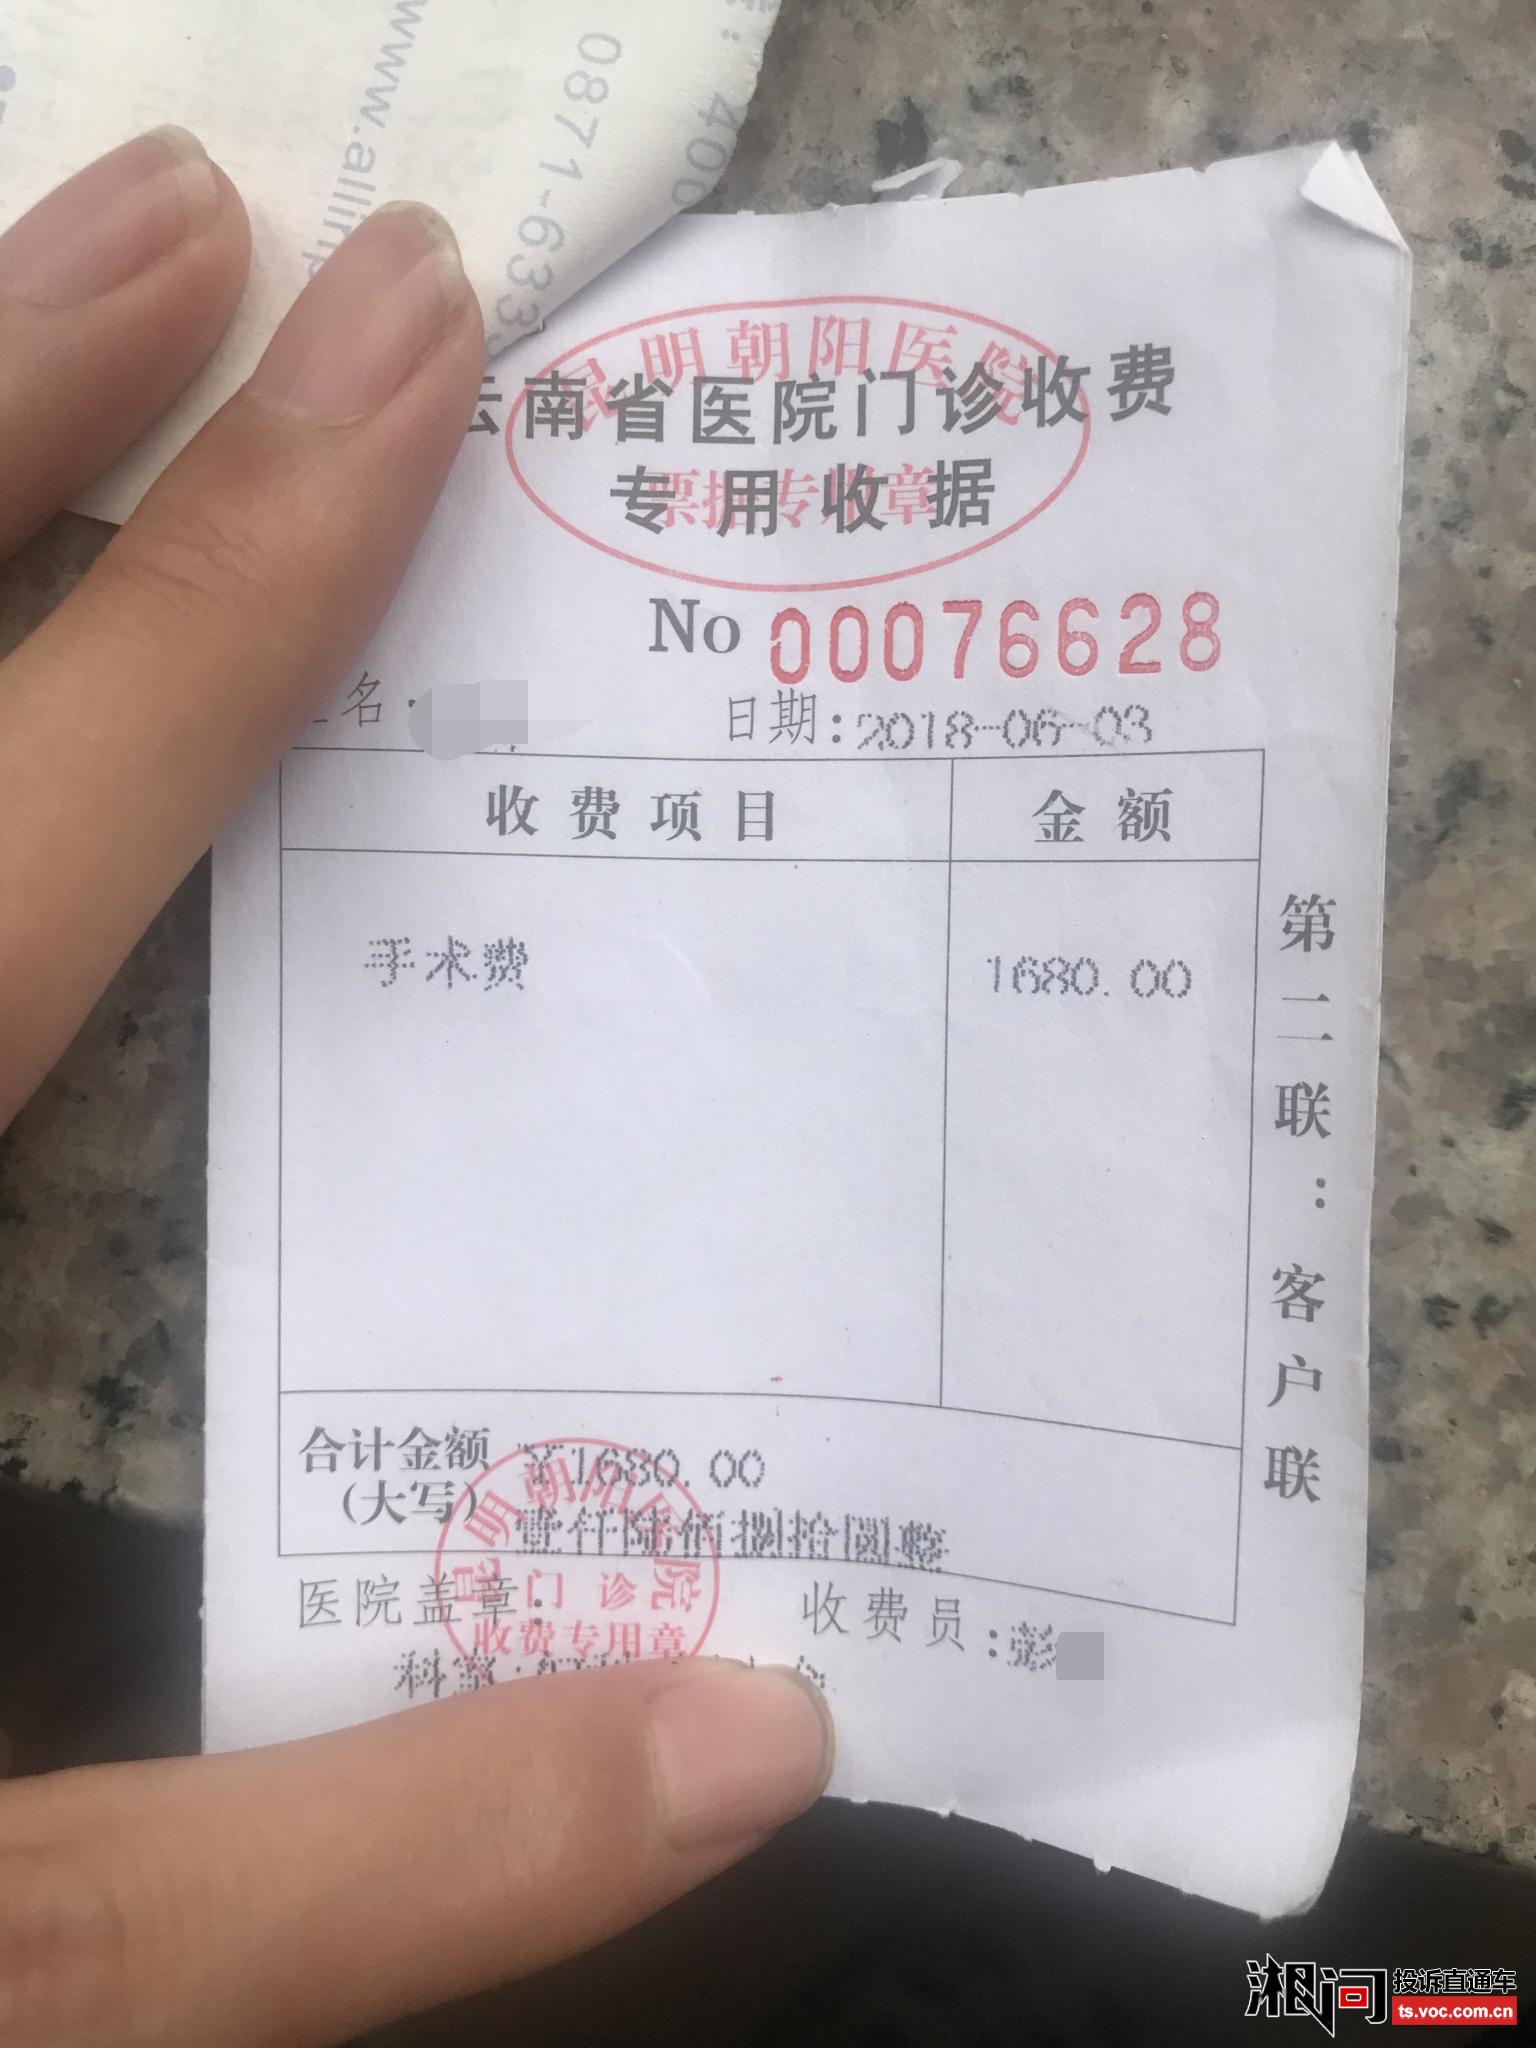 400
0871-633
www.allinp
昆明朝阳医院
云南省医院门诊收费
票据专用章
专用收据
No 00076628
名:
日期:2018-06-03
收费项目
金额
手术费
1680.00
第二联:客户联
合计金额
(大写)
¥1680.00
壹仟陆佰捌拾圆整
昆明朝阳医院
门诊
收费专用章
医院盖章:
收费员:彭
科室:
湘问
投诉直通车
ts.voc.com.cn